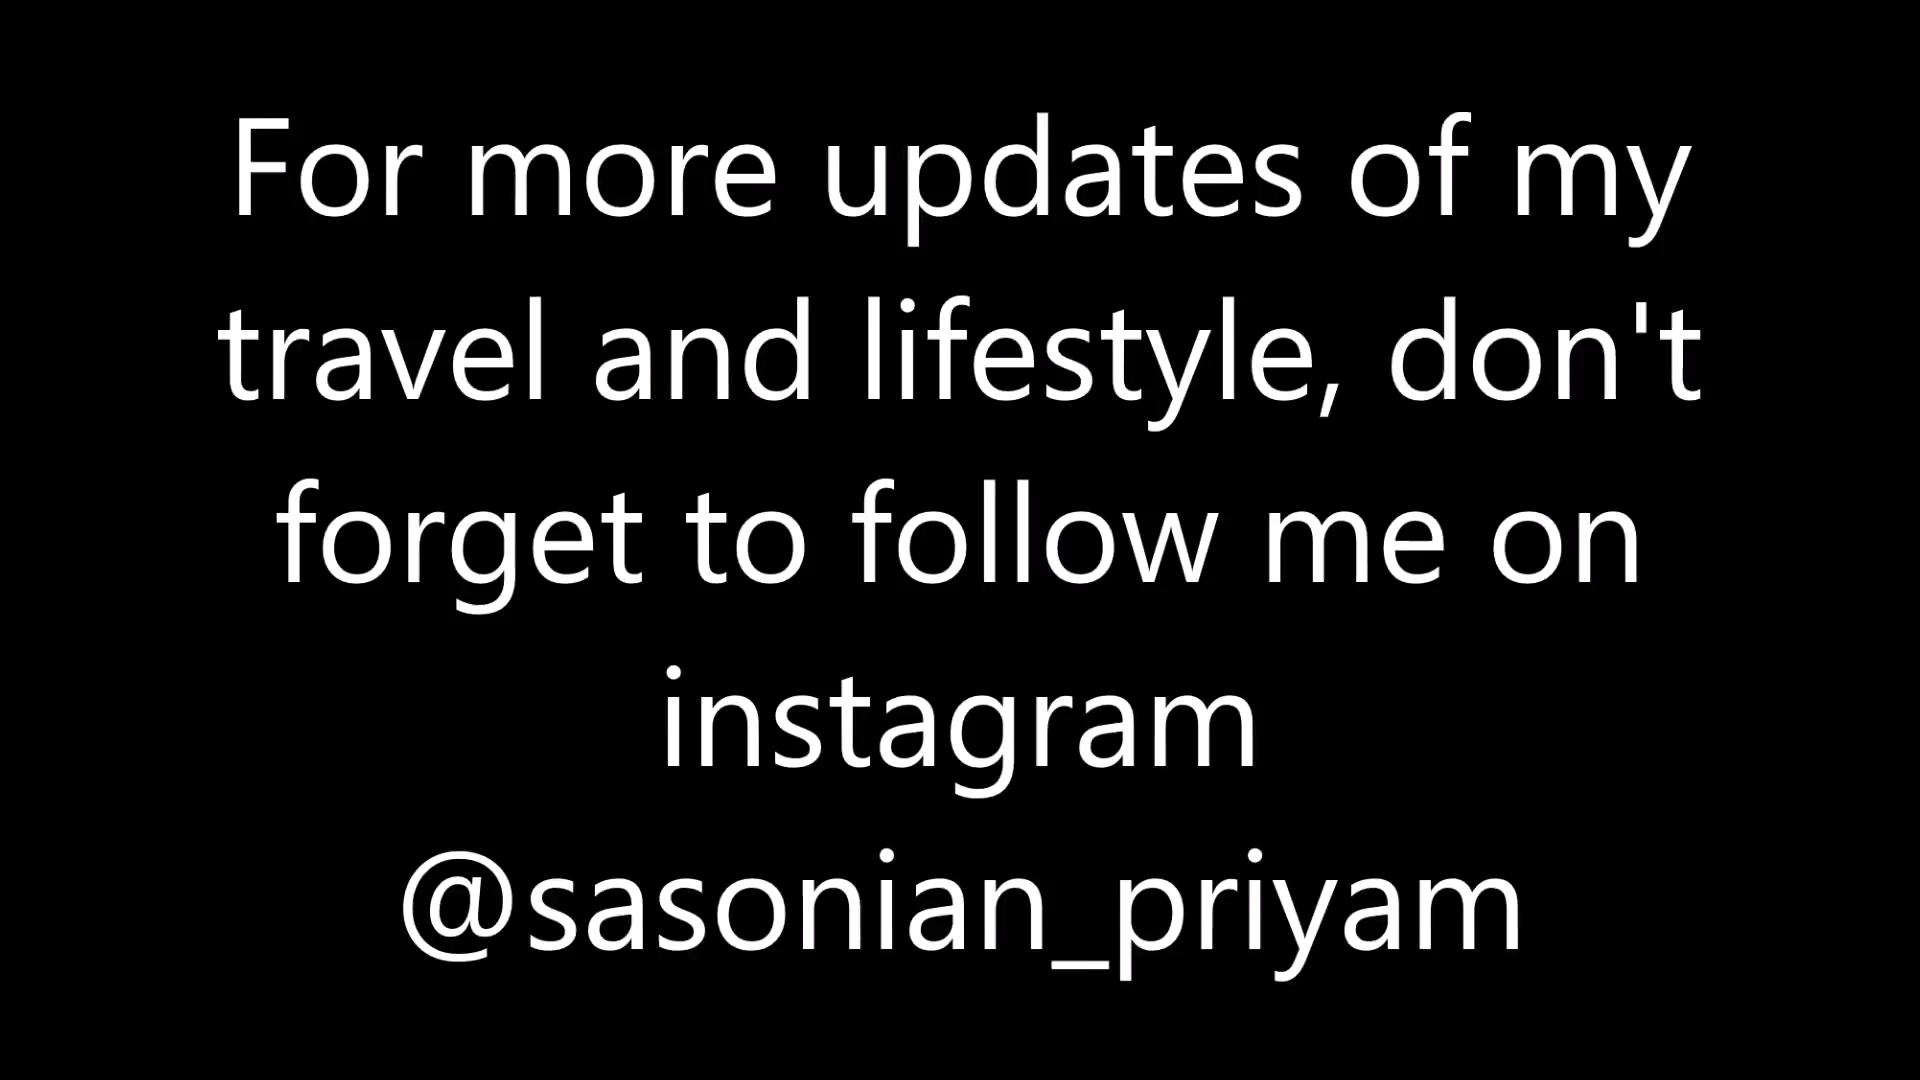 For more updates of my
travel and lifestyle, don't
forget to follow me on
instagram
@sasonian_priyam